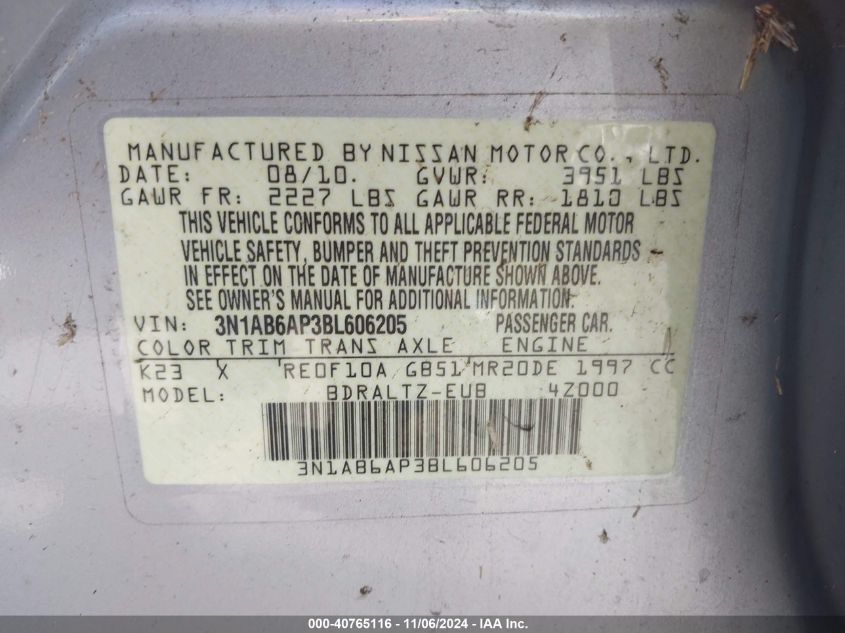 MANUFACTURED BY NISSAN MOTOR CO., LTD.
DATE: 08/10. GVWR: 3951 LBS
GAWR FR: 2227 LBS GAWR RR: 1810 LBS
THIS VEHICLE CONFORMS TO ALL APPLICABLE FEDERAL MOTOR
VEHICLE SAFETY, BUMPER AND THEFT PREVENTION STANDARDS
IN EFFECT ON THE DATE OF MANUFACTURE SHOWN ABOVE.
SEE OWNER'S MANUAL FOR ADDITIONAL INFORMATION.
VIN: 3N1AB6AP3BL606205 PASSENGER CAR.
COLOR TRIM TRANS AXLE ENGINE
K23 X RE0F10A GB51 MR20DE 1997 CC
MODEL: BDRALTZ-EUB 4Z000
3N1AB6AP3BL606205
000-40765116 - 11/06/2024 - IAA Inc.